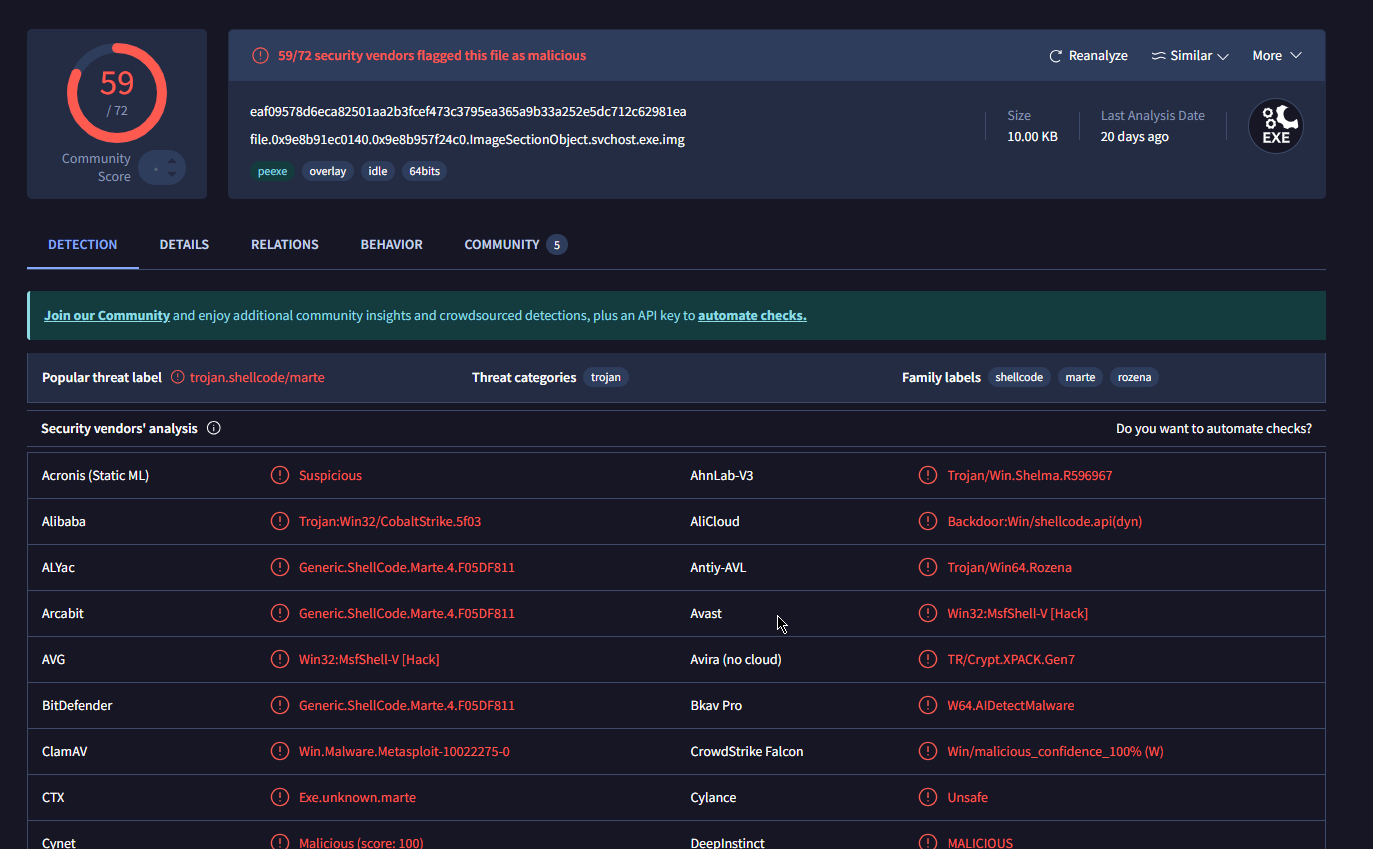 59
/ 72
Community
Score
59/72 security vendors flagged this file as malicious
Reanalyze
Similar
More
eaf09578d6eca82501aa2b3fcef473c3795ea365a9b33a252e5dc712c62981ea
file.0x9e8b91ec0140.0x9e8b957f24c0.ImageSectionObject.svchost.exe.img
Size
10.00 KB
Last Analysis Date
20 days ago
EXE
peexe overlay idle 64bits
DETECTION DETAILS RELATIONS BEHAVIOR COMMUNITY 5
Join our Community and enjoy additional community insights and crowdsourced detections, plus an API key to automate checks.
Popular threat label trojan.shellcode/marte Threat categories trojan Family labels shellcode marte rozena
Security vendors' analysis Do you want to automate checks?
Acronis (Static ML) Suspicious AhnLab-V3 Trojan/Win.Shelma.R596967
Alibaba Trojan:Win32/CobaltStrike.5f03 AliCloud Backdoor:Win/shellcode.api(dyn)
ALYac Generic.ShellCode.Marte.4.F05DF811 Antiy-AVL Trojan/Win64.Rozena
Arcabit Generic.ShellCode.Marte.4.F05DF811 Avast Win32:MsfShell-V [Hack]
AVG Win32:MsfShell-V [Hack] Avira (no cloud) TR/Crypt.XPACK.Gen7
BitDefender Generic.ShellCode.Marte.4.F05DF811 Bkav Pro W64.AIDetectMalware
ClamAV Win.Malware.Metasploit-10022275-0 CrowdStrike Falcon Win/malicious_confidence_100% (W)
CTX Exe.unknown.marte Cylance Unsafe
Cynet Malicious (score: 100) DeepInstinct MALICIOUS